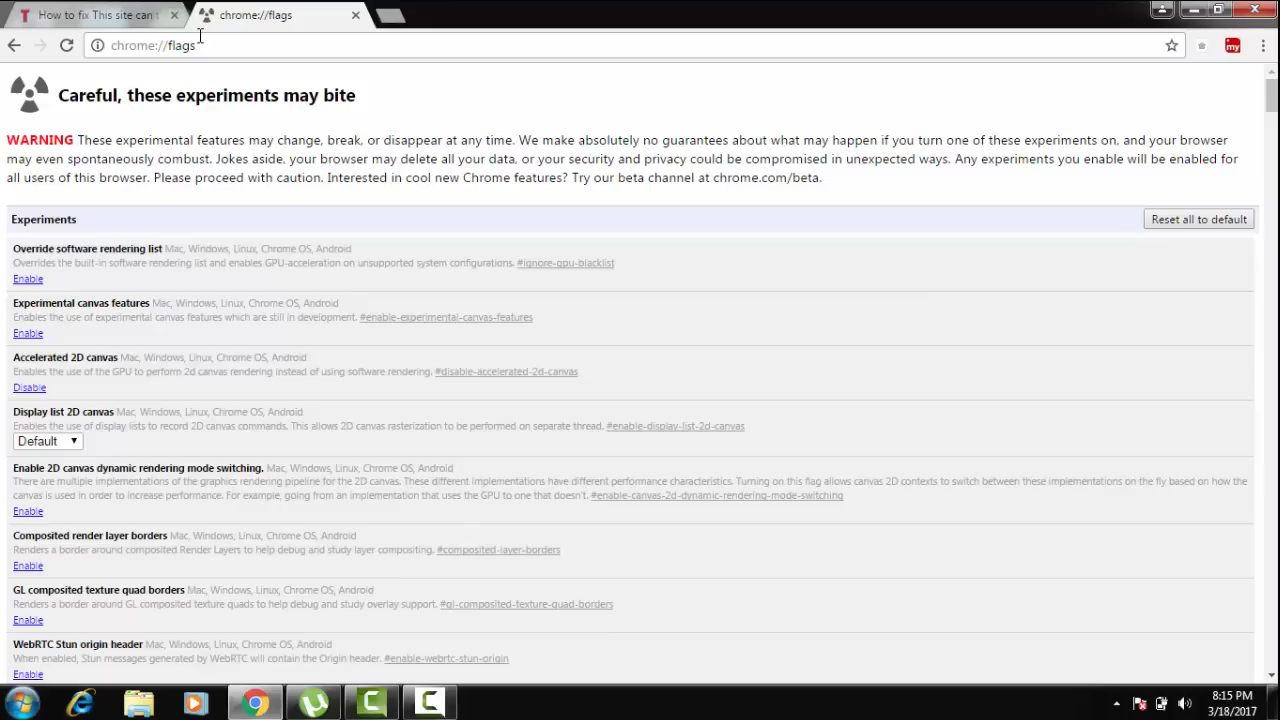 How to fix This site can t
chrome://flags
chrome://flags
my
Careful, these experiments may bite
WARNING These experimental features may change, break, or disappear at any time. We make absolutely no guarantees about what may happen if you turn one of these experiments on, and your browser
may even spontaneously combust. Jokes aside, your browser may delete all your data, or your security and privacy could be compromised in unexpected ways. Any experiments you enable will be enabled for
all users of this browser. Please proceed with caution. Interested in cool new Chrome features? Try our beta channel at chrome.com/beta.
Experiments
Reset all to default
Override software rendering list Mac, Windows, Linux, Chrome OS, Android
Overrides the built-in software rendering list and enables GPU-acceleration on unsupported system configurations. #ignore-gpu-blacklist
Enable
Experimental canvas features Mac, Windows, Linux, Chrome OS, Android
Enables the use of experimental canvas features which are still in development. #enable-experimental-canvas-features
Enable
Accelerated 2D canvas Mac, Windows, Linux, Chrome OS, Android
Enables the use of the GPU to perform 2d canvas rendering instead of using software rendering. #disable-accelerated-2d-canvas
Disable
Display list 2D canvas Mac, Windows, Linux, Chrome OS, Android
Enables the use of display lists to record 2D canvas commands. This allows 2D canvas rasterization to be performed on separate thread. #enable-display-list-2d-canvas
Default
Enable 2D canvas dynamic rendering mode switching. Mac, Windows, Linux, Chrome OS, Android
There are multiple implementations of the graphics rendering pipeline for the 2D canvas. These different implementations have different performance characteristics. Turning on this flag allows canvas 2D contexts to switch between these implementations on the fly based on how the
canvas is used in order to increase performance. For example, going from an implementation that uses the GPU to one that doesn't. #enable-canvas-2d-dynamic-rendering-mode-switching
Enable
Composited render layer borders Mac, Windows, Linux, Chrome OS, Android
Renders a border around composited Render Layers to help debug and study layer compositing. #composited-layer-borders
Enable
GL composited texture quad borders Mac, Windows, Linux, Chrome OS, Android
Renders a border around GL composited texture quads to help debug and study overlay support. #gl-composited-texture-quad-borders
Enable
WebRTC Stun origin header Mac, Windows, Linux, Chrome OS, Android
When enabled, Stun messages generated by WebRTC will contain the Origin header. #enable-webrtc-stun-origin
Enable
8:15 PM
3/18/2017